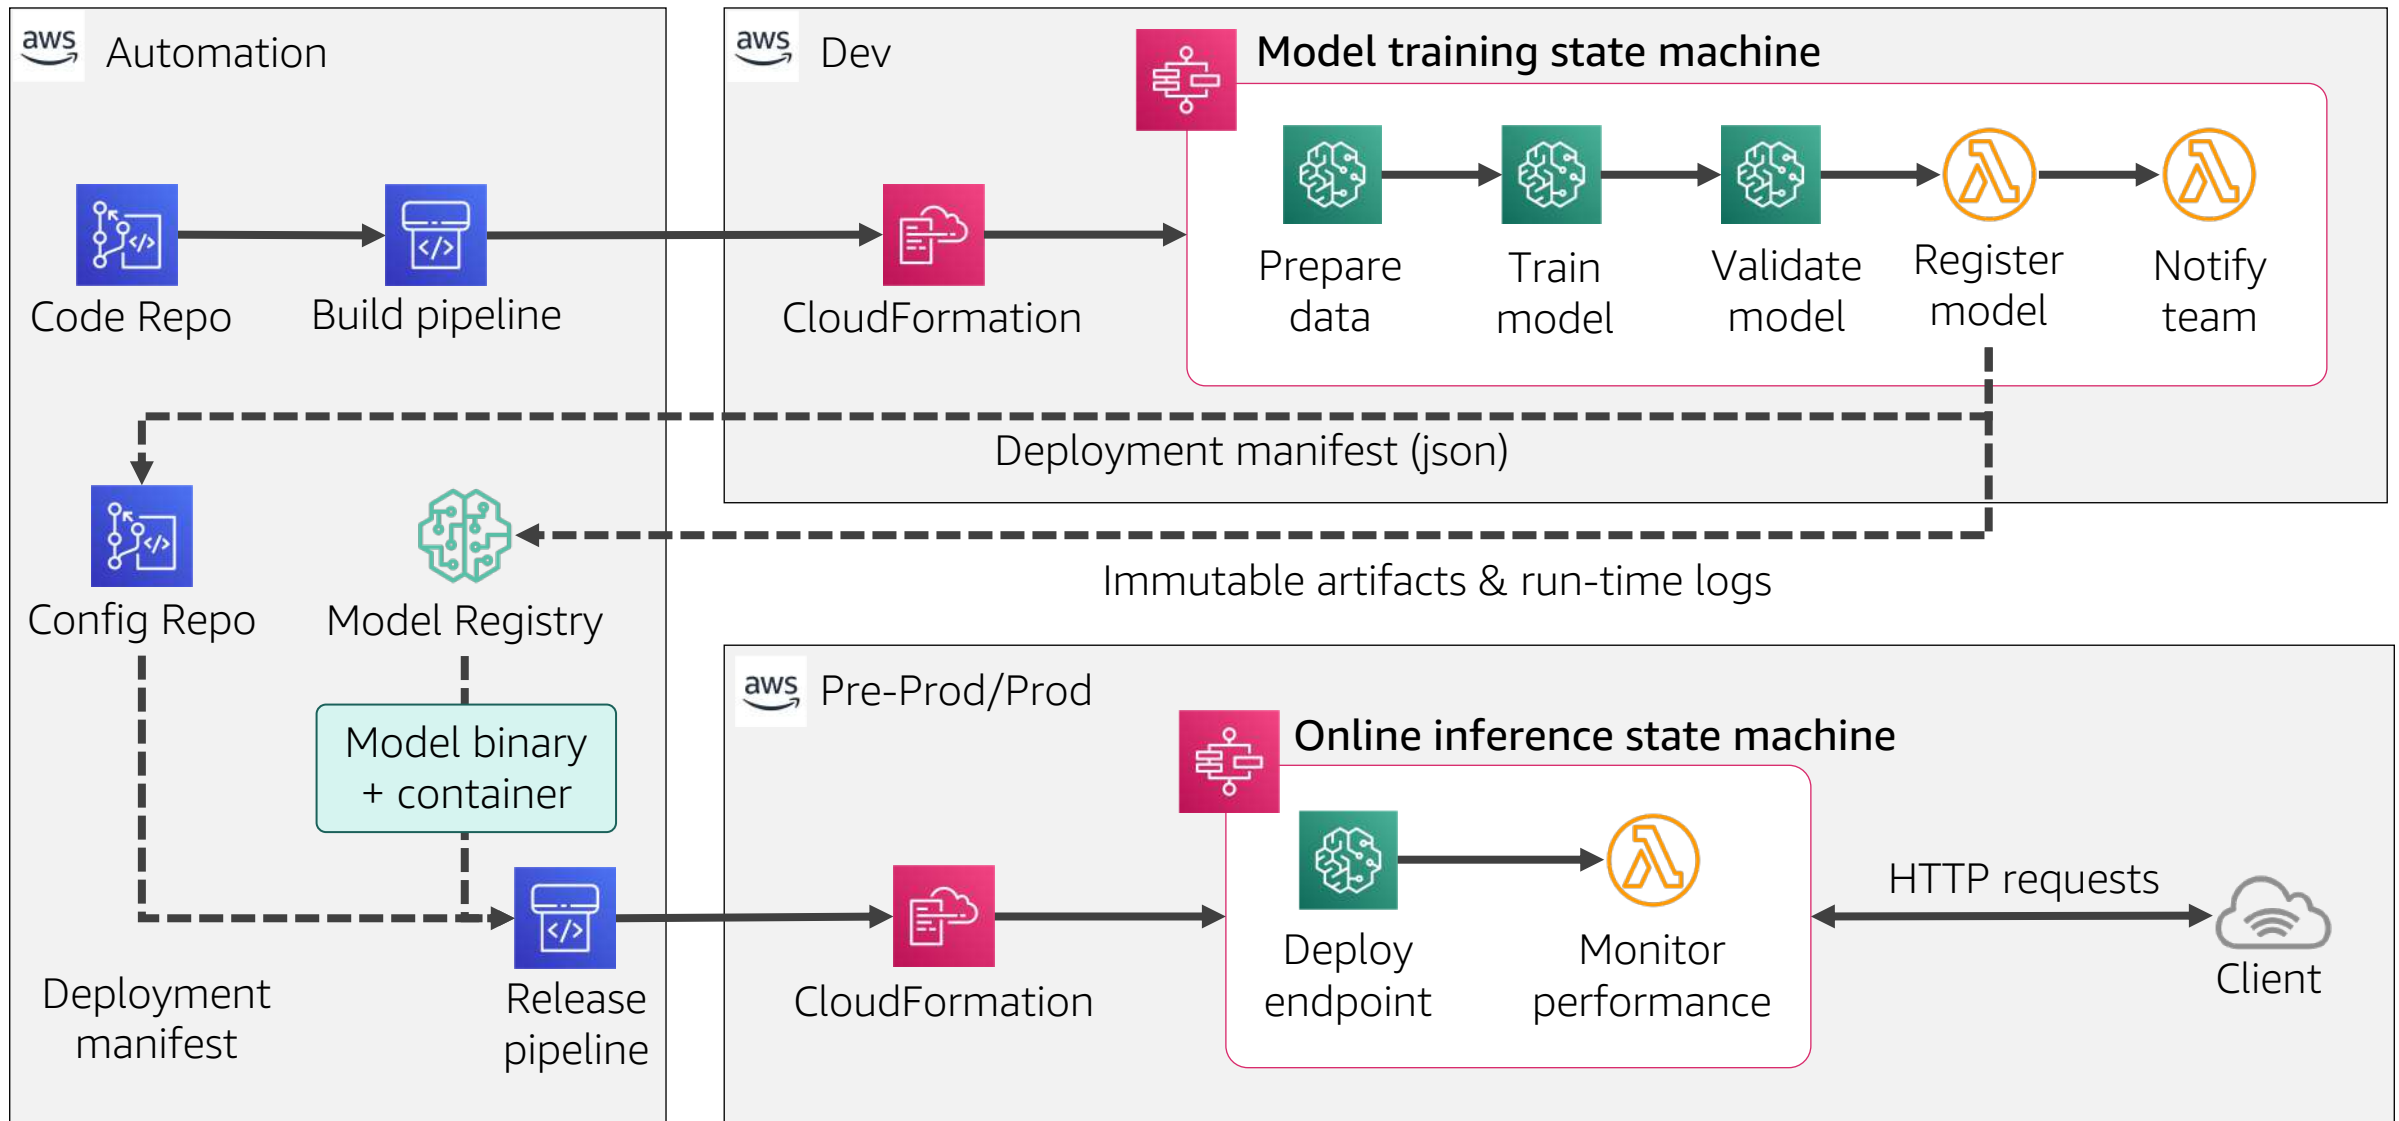 aws
Automation
Code Repo
Build pipeline
aws
Dev
Model training state machine
CloudFormation
Prepare
data
Train
model
Validate
model
Register
model
Notify
team
Deployment manifest (json)
Immutable artifacts & run-time logs
Config Repo
Model Registry
Model binary
+ container
Deployment
manifest
Release
pipeline
aws
Pre-Prod/Prod
Online inference state machine
CloudFormation
Deploy
endpoint
Monitor
performance
HTTP requests
Client